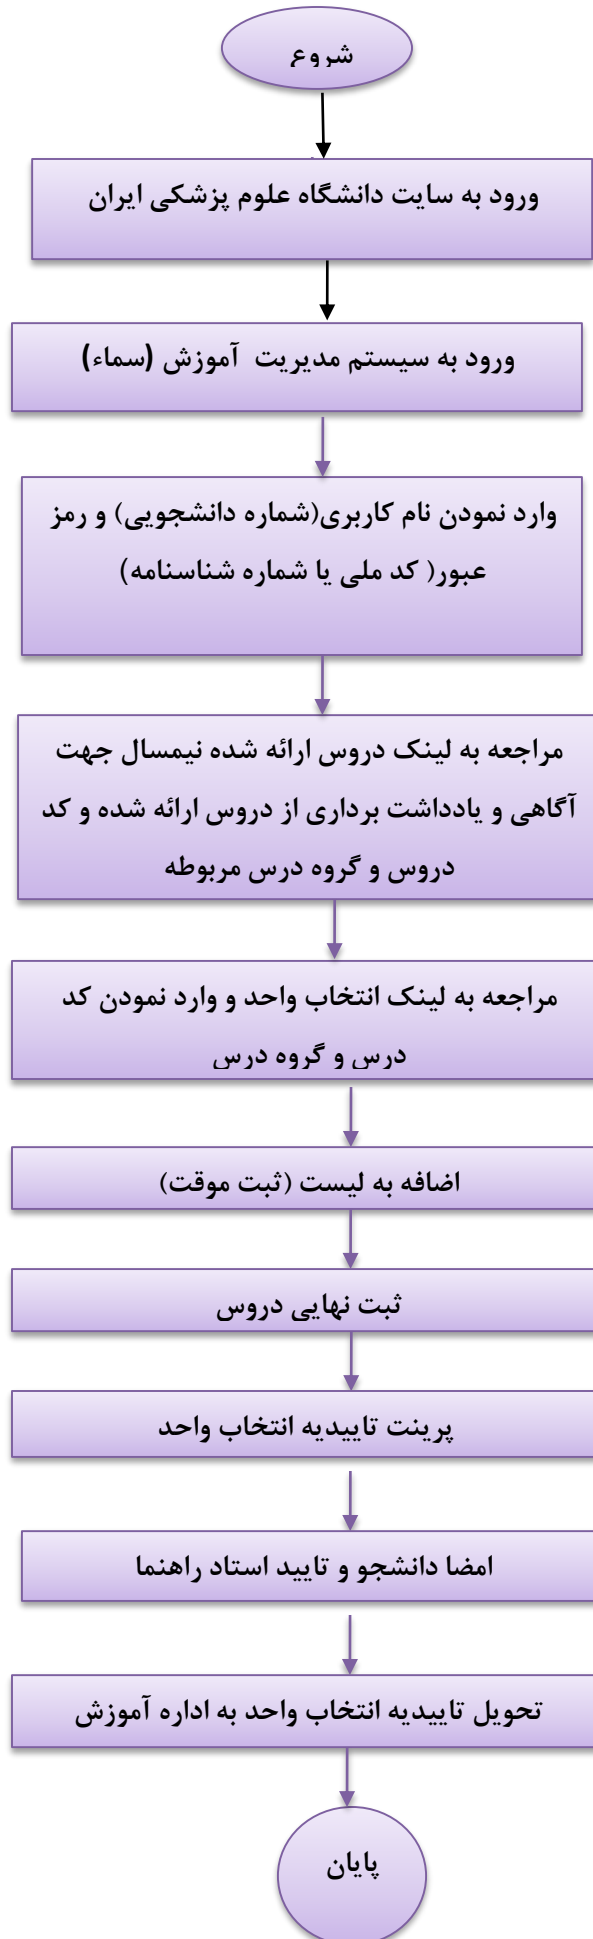 شروع
ورود به سایت دانشگاه علوم پزشکی ایران
ورود به سیستم مدیریت آموزش (سماء)
وارد نمودن نام کاربری(شماره دانشجویی) و رمز
عبور( کد ملی یا شماره شناسنامه)
مراجعه به لینک دروس ارائه شده نیمسال جهت
آگاهی و یادداشت برداری از دروس ارائه شده و کد
دروس و گروه درس مربوطه
مراجعه به لینک انتخاب واحد و وارد نمودن کد
درس و گروه درس
اضافه به لیست (ثبت موقت)
ثبت نهایی دروس
پرینت تاییدیه انتخاب واحد
امضا دانشجو و تایید استاد راهنما
تحویل تاییدیه انتخاب واحد به اداره آموزش
پایان